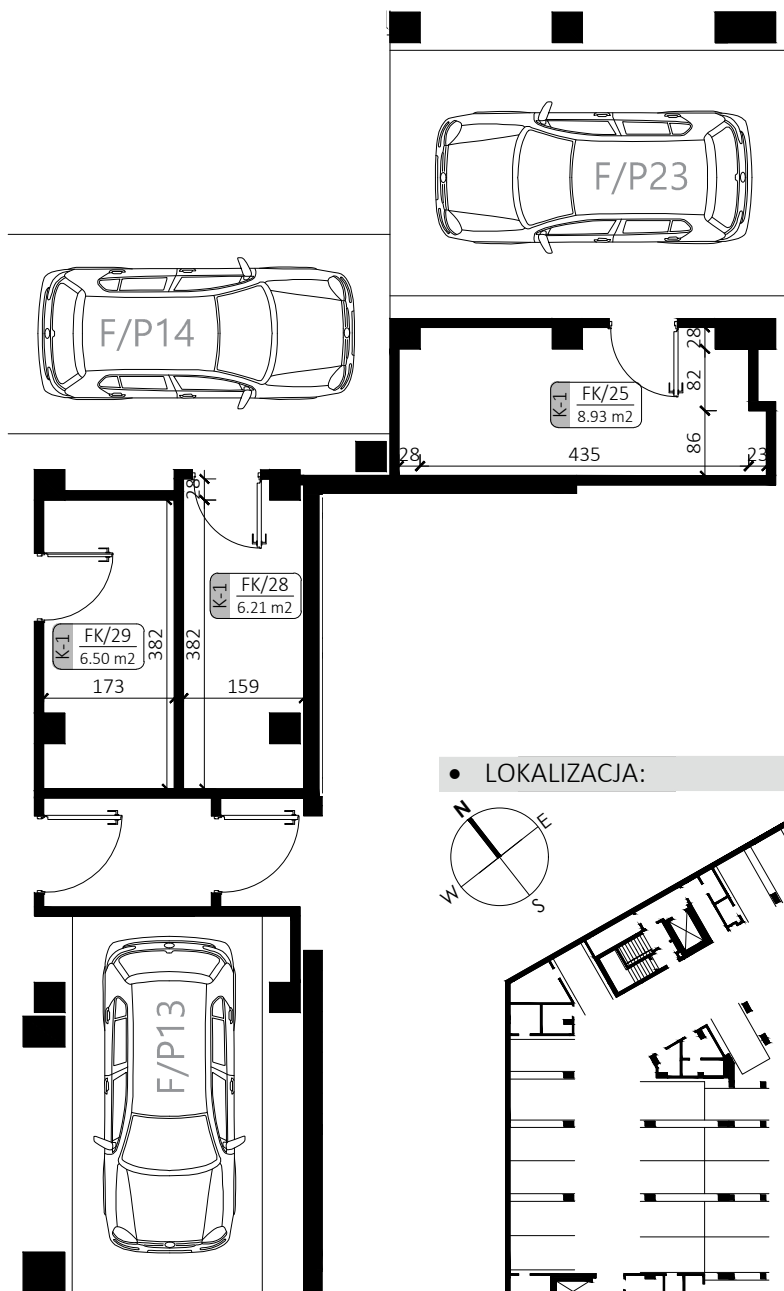 F/P23
F/P14
28
82
86
K-1
FK/25
8.93 m2
28
435
23
28
K-1
FK/28
6.21 m2
K-1
FK/29
6.50 m2
382
382
173
159
• LOKALIZACJA:
N
E
W
S
F/P13